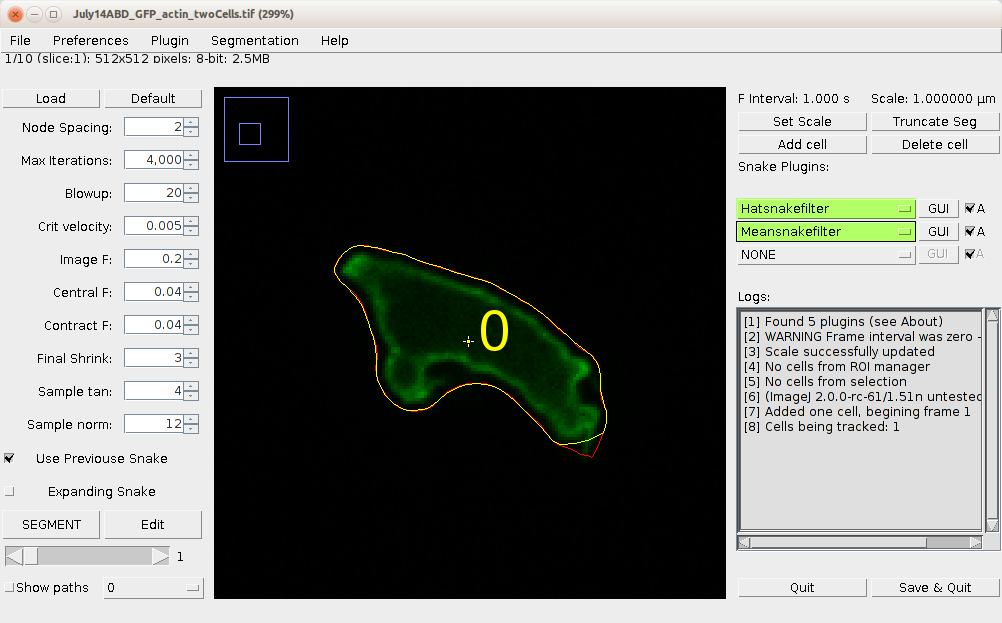 July14ABD_GFP_actin_twoCells.tif (299%)
File Preferences Plugin Segmentation Help
1/10 (slice:1): 512x512 pixels: 8-bit: 2.5MB
Load Default
Node Spacing: 2
Max Iterations: 4,000
Blowup: 20
Crit velocity: 0.005
Image F: 0.2
Central F: 0.04
Contract F: 0.04
Final Shrink: 3
Sample tan: 4
Sample norm: 12
Use Previouse Snake
Expanding Snake
SEGMENT Edit
1
Show paths 0
0
F Interval: 1.000 s Scale: 1.000000 µm
Set Scale Truncate Seg
Add cell Delete cell
Snake Plugins:
Hatsnakefilter GUI A
Meansnakefilter GUI A
NONE GUI A
Logs:
[1] Found 5 plugins (see About)
[2] WARNING Frame interval was zero -
[3] Scale successfully updated
[4] No cells from ROI manager
[5] No cells from selection
[6] (ImageJ 2.0.0-rc-61/1.51n untested
[7] Added one cell, begining frame 1
[8] Cells being tracked: 1
Quit Save & Quit